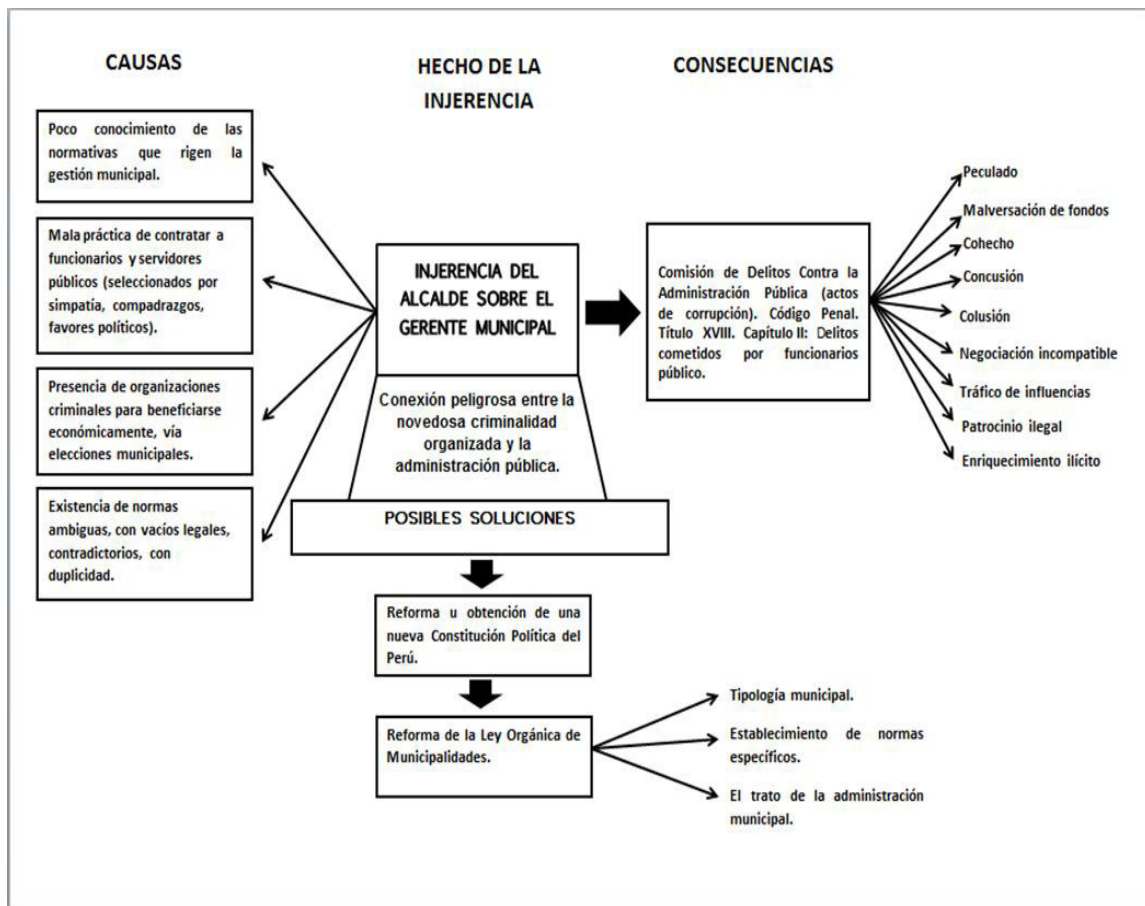 CAUSAS
Poco conocimiento de las
normativas que rigen la
gestión municipal.
Mala práctica de contratar a
funcionarios y servidores
públicos (seleccionados por
simpatía, compadrazgos,
favores políticos).
Presencia de organizaciones
criminales para beneficiarse
económicamente, vía
elecciones municipales.
Existencia de normas
ambiguas, con vacíos legales,
contradictorios, con
duplicidad.
HECHO DE LA
INJERENCIA
INJERENCIA DEL
ALCALDE SOBRE EL
GERENTE MUNICIPAL
Conexión peligrosa entre la
novedosa criminalidad
organizada y la
administración pública.
POSIBLES SOLUCIONES
Reforma u obtención de una
nueva Constitución Política del
Perú.
Reforma de la Ley Orgánica de
Municipalidades.
Tipología municipal.
Establecimiento de normas
específicos.
El trato de la administración
municipal.
CONSECUENCIAS
Comisión de Delitos Contra la
Administración Pública (actos
de corrupción). Código Penal.
Título XVIII. Capítulo II: Delitos
cometidos por funcionarios
público.
Peculado
Malversación de fondos
Cohecho
Concusión
Colusión
Negociación incompatible
Tráfico de influencias
Patrocinio ilegal
Enriquecimiento ilícito